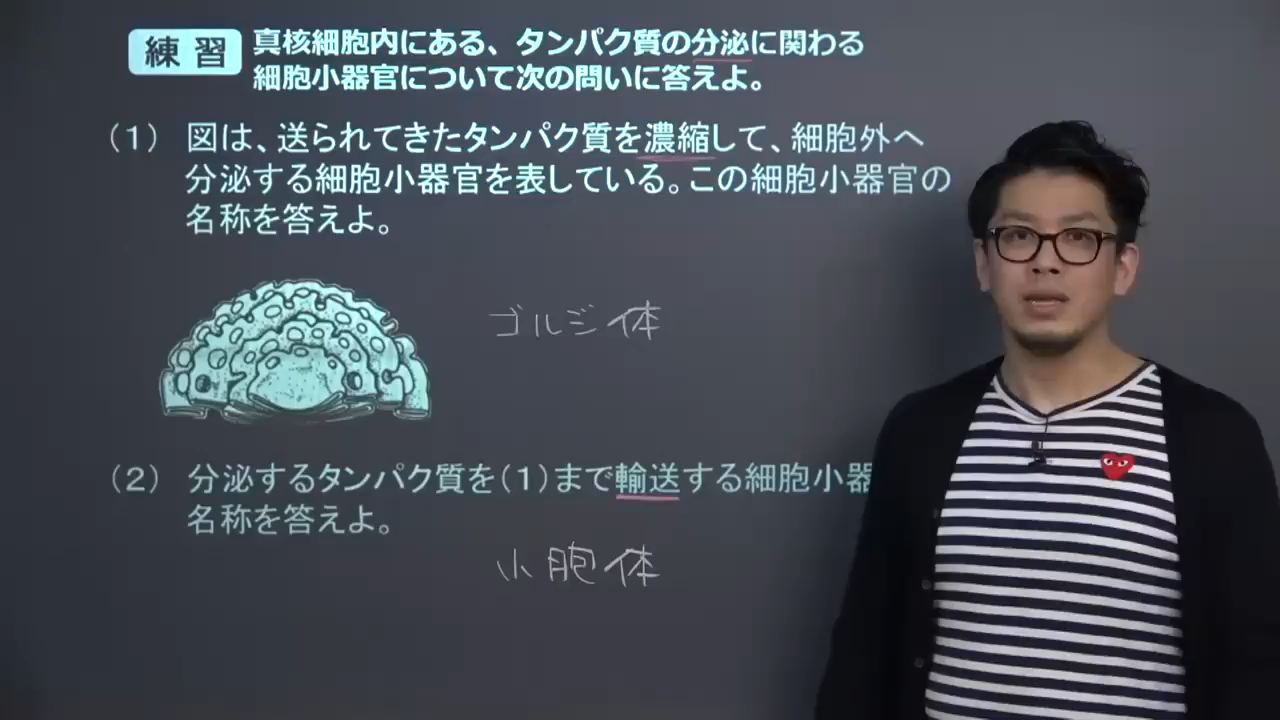 練習 真核細胞内にある、タンパク質の分泌に関わる
細胞小器官について次の問いに答えよ。
(1) 図は、送られてきたタンパク質を濃縮して、細胞外へ
分泌する細胞小器官を表している。この細胞小器官の
名称を答えよ。
ゴルジ体
(2) 分泌するタンパク質を(1)まで輸送する細胞小器
名称を答えよ。
小胞体